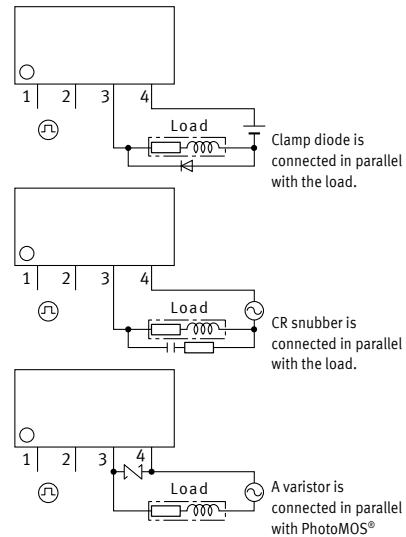 1 2 3 4
Load
Clamp diode is
connected in parallel
with the load.
1 2 3 4
Load
CR snubber is
connected in parallel
with the load.
1 2 3 4
Load
A varistor is
connected in parallel
with PhotoMOS®